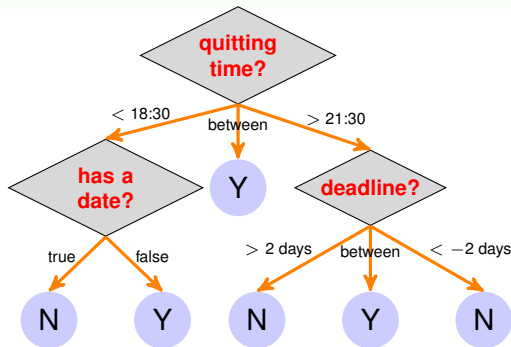 quitting
time?
< 18:30
between
> 21:30
has a
date?
Y
deadline?
true
false
> 2 days
between
< −2 days
N
Y
N
Y
N